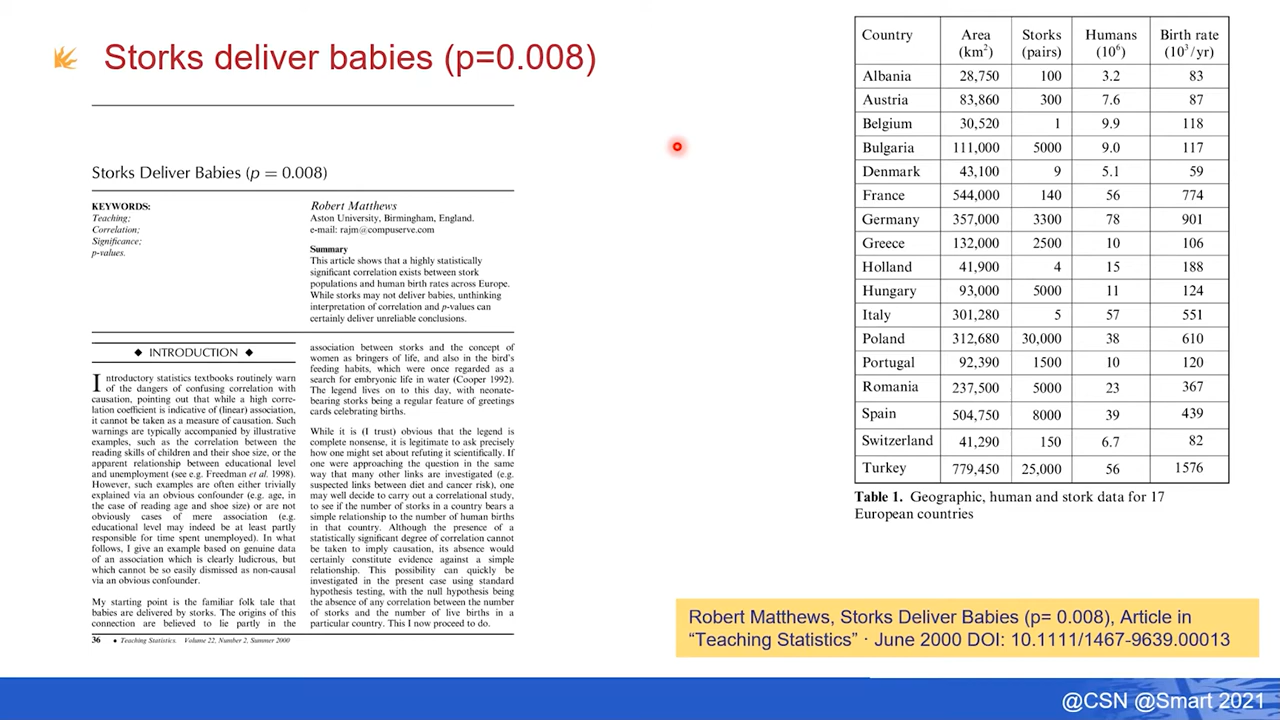 Storks deliver babies (p=0.008)
Storks Deliver Babies (p = 0.008)
KEYWORDS:
Teaching;
Correlation;
Significance;
p-values.
Robert Matthews
Aston University, Birmingham, England.
e-mail: rajm@compuserve.com
Summary
This article shows that a highly statistically
significant correlation exists between stork
populations and human birth rates across Europe.
While storks may not deliver babies, unthinking
interpretation of correlation and p-values can
certainly deliver unreliable conclusions.
◆ INTRODUCTION ◆
Introductory statistics textbooks routinely warn
of the dangers of confusing correlation with
causation, pointing out that while a high corre-
lation coefficient is indicative of (linear) association,
it cannot be taken as a measure of causation. Such
warnings are typically accompanied by illustrative
examples, such as the correlation between the
reading skills of children and their shoe size, or the
apparent relationship between educational level
and unemployment (see e.g. Freedman et al. 1998).
However, such examples are often either trivially
explained via an obvious confounder (e.g. age, in
the case of reading age and shoe size) or are not
obviously cases of mere association (e.g.
educational level may indeed be at least partly
responsible for time spent unemployed). In what
follows, I give an example based on genuine data
of an association which is clearly ludicrous, but
which cannot be so easily dismissed as non-causal
via an obvious confounder.
My starting point is the familiar folk tale that
babies are delivered by storks. The origins of this
connection are believed to lie partly in the
association between storks and the concept of
women as bringers of life, and also in the bird's
feeding habits, which were once regarded as a
search for embryonic life in water (Cooper 1992).
The legend lives on to this day, with neonate-
bearing storks being a regular feature of greetings
cards celebrating births.
While it is (I trust) obvious that the legend is
complete nonsense, it is legitimate to ask precisely
how one might set about refuting it scientifically. If
one were approaching the question in the same
way that many other links are investigated (e.g.
suspected links between diet and cancer risk), one
may well decide to carry out a correlational study,
to see if the number of storks in a country bears a
simple relationship to the number of human births
in that country. Although the presence of a
statistically significant degree of correlation cannot
be taken to imply causation, its absence would
certainly constitute evidence against a simple
relationship. This possibility can quickly be
investigated in the present case using standard
hypothesis testing, with the null hypothesis being
the absence of any correlation between the number
of storks and the number of live births in a
particular country. This I now proceed to do.
36 • Teaching Statistics. Volume 22, Number 2, Summer 2000
Country Area (km²) Storks (pairs) Humans (10⁶) Birth rate (10³/yr)
Albania 28,750 100 3.2 83
Austria 83,860 300 7.6 87
Belgium 30,520 1 9.9 118
Bulgaria 111,000 5000 9.0 117
Denmark 43,100 9 5.1 59
France 544,000 140 56 774
Germany 357,000 3300 78 901
Greece 132,000 2500 10 106
Holland 41,900 4 15 188
Hungary 93,000 5000 11 124
Italy 301,280 5 57 551
Poland 312,680 30,000 38 610
Portugal 92,390 1500 10 120
Romania 237,500 5000 23 367
Spain 504,750 8000 39 439
Switzerland 41,290 150 6.7 82
Turkey 779,450 25,000 56 1576
Table 1. Geographic, human and stork data for 17
European countries
Robert Matthews, Storks Deliver Babies (p= 0.008), Article in
“Teaching Statistics” · June 2000 DOI: 10.1111/1467-9639.00013
@CSN @Smart 2021